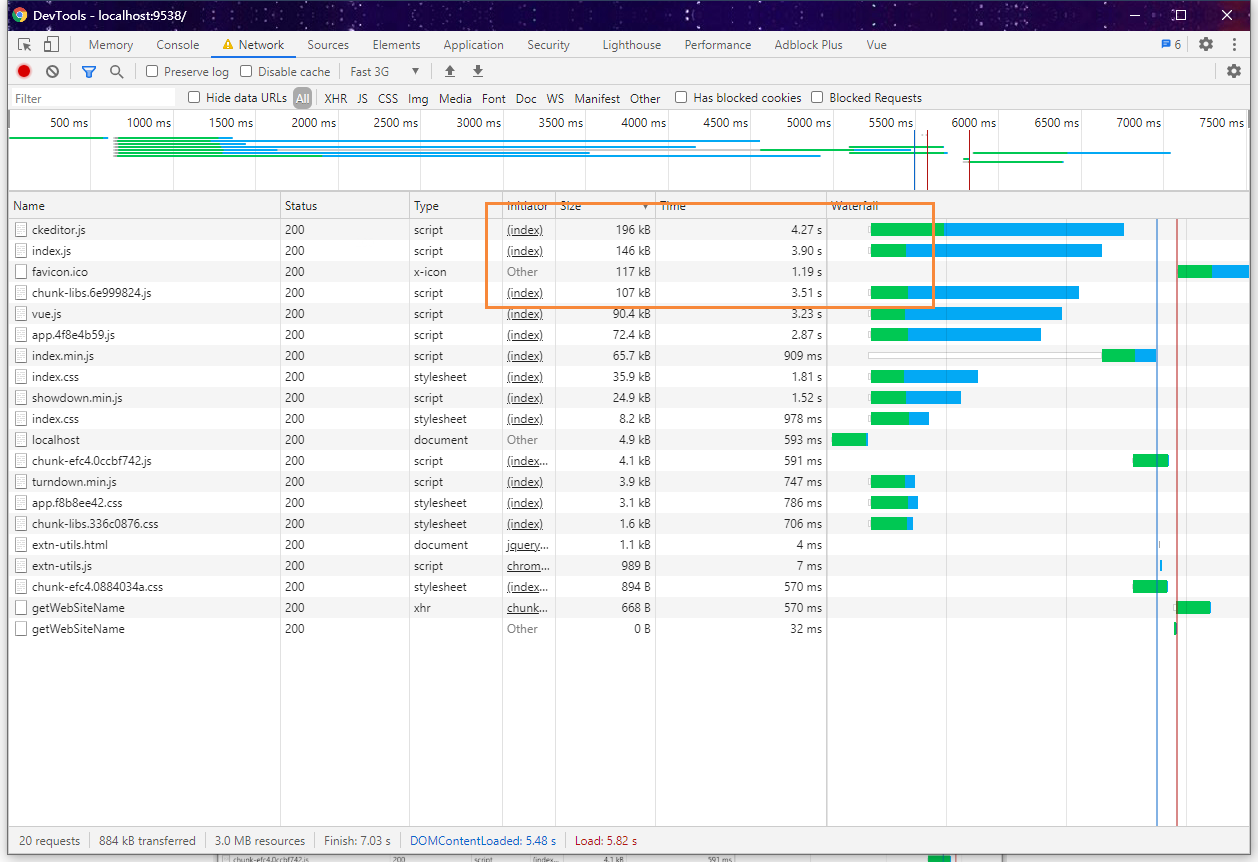 DevTools - localhost:9538/
Memory Console Network Sources Elements Application Security Lighthouse Performance Adblock Plus Vue 6
Preserve log Disable cache Fast 3G
Filter Hide data URLs All XHR JS CSS Img Media Font Doc WS Manifest Other Has blocked cookies Blocked Requests
500 ms 1000 ms 1500 ms 2000 ms 2500 ms 3000 ms 3500 ms 4000 ms 4500 ms 5000 ms 5500 ms 6000 ms 6500 ms 7000 ms 7500 ms
Name Status Type Initiator Size Time Waterfall
ckeditor.js 200 script (index) 196 kB 4.27 s
index.js 200 script (index) 146 kB 3.90 s
favicon.ico 200 x-icon Other 117 kB 1.19 s
chunk-libs.6e999824.js 200 script (index) 107 kB 3.51 s
vue.js 200 script (index) 90.4 kB 3.23 s
app.4f8e4b59.js 200 script (index) 72.4 kB 2.87 s
index.min.js 200 script (index) 65.7 kB 909 ms
index.css 200 stylesheet (index) 35.9 kB 1.81 s
showdown.min.js 200 script (index) 24.9 kB 1.52 s
index.css 200 stylesheet (index) 8.2 kB 978 ms
localhost 200 document Other 4.9 kB 593 ms
chunk-efc4.0ccbf742.js 200 script (index... 4.1 kB 591 ms
turndown.min.js 200 script (index) 3.9 kB 747 ms
app.f8b8ee42.css 200 stylesheet (index) 3.1 kB 786 ms
chunk-libs.336c0876.css 200 stylesheet (index) 1.6 kB 706 ms
extn-utils.html 200 document jquery... 1.1 kB 4 ms
extn-utils.js 200 script chrom... 989 B 7 ms
chunk-efc4.0884034a.css 200 stylesheet (index... 894 B 570 ms
getWebSiteName 200 xhr chunk... 668 B 570 ms
getWebSiteName 200 Other 0 B 32 ms
20 requests 884 kB transferred 3.0 MB resources Finish: 7.03 s DOMContentLoaded: 5.48 s Load: 5.82 s
chunk-efc4.0ccbf742.js 200 script (index... 4.1 kB 591 ms